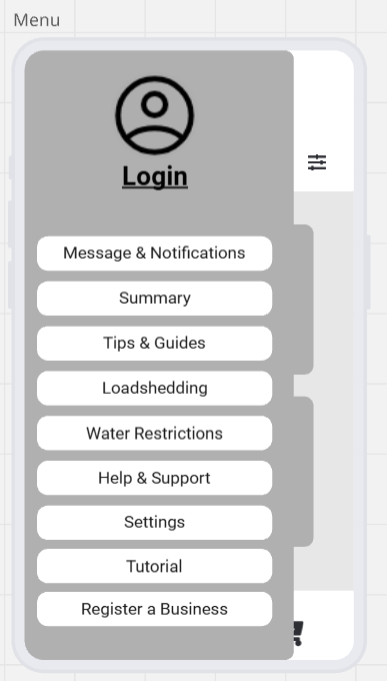 Menu
Login
Message & Notifications
Summary
Tips & Guides
Loadshedding
Water Restrictions
Help & Support
Settings
Tutorial
Register a Business